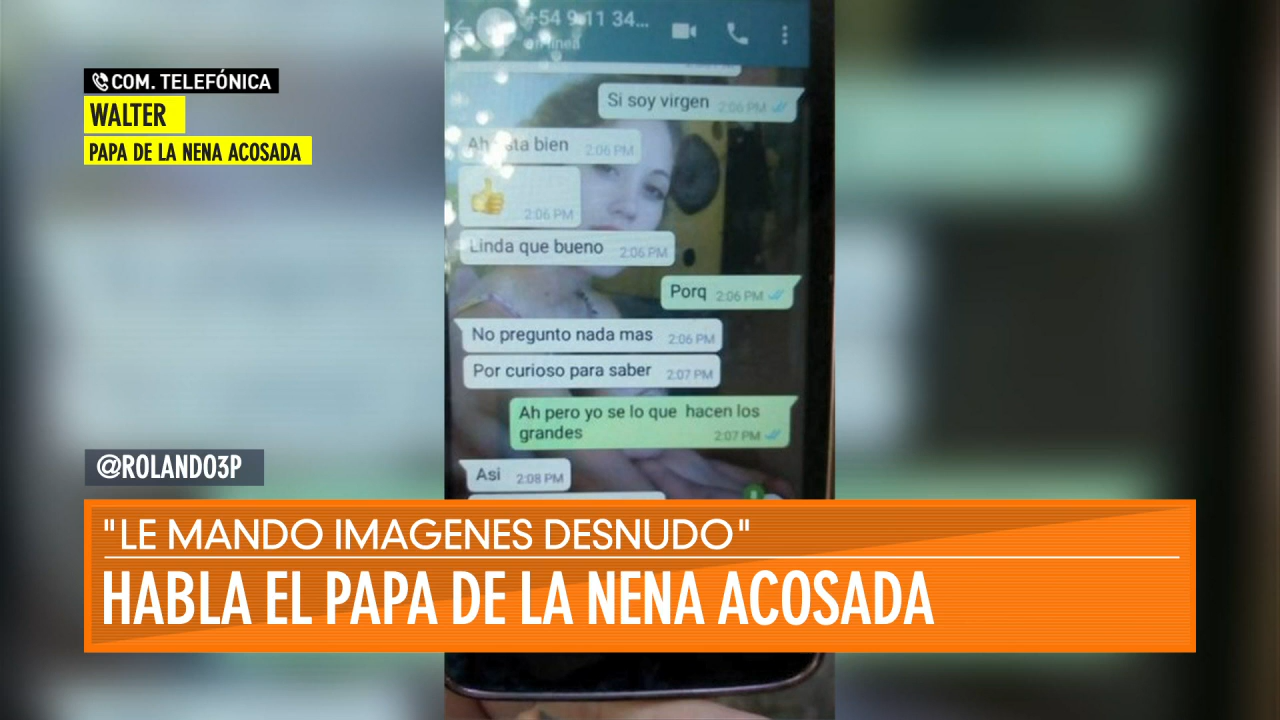 COM. TELEFÓNICA
WALTER
PAPA DE LA NENA ACOSADA
+54 9 11 34...
en línea
Si soy virgen 2:06 PM
Ah esta bien 2:06 PM
👍 2:06 PM
Linda que bueno 2:06 PM
Porq 2:06 PM
No pregunto nada mas 2:06 PM
Por curioso para saber 2:07 PM
Ah pero yo se lo que hacen los
grandes 2:07 PM
Asi 2:08 PM
@ROLANDO3P
"LE MANDO IMAGENES DESNUDO"
HABLA EL PAPA DE LA NENA ACOSADA